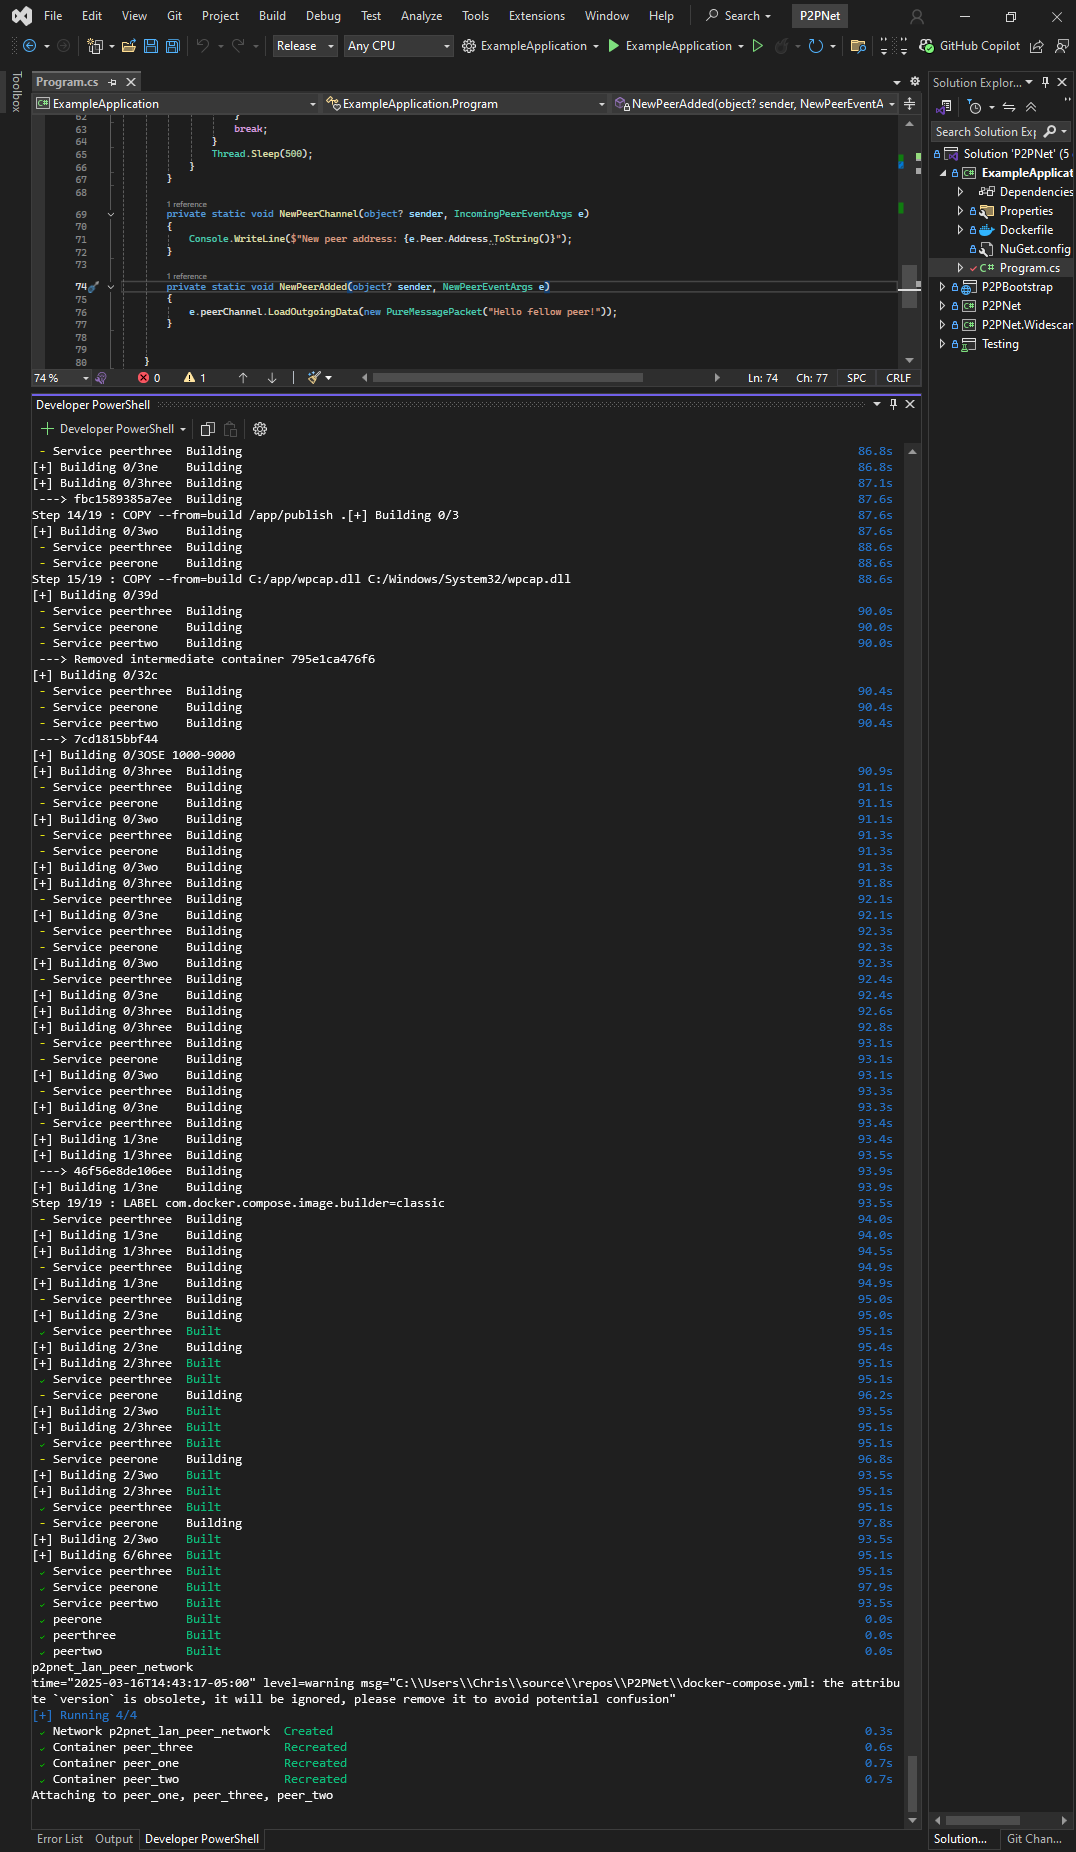 File Edit View Git Project Build Debug Test Analyze Tools Extensions Window Help Search P2PNet
Release Any CPU ExampleApplication ExampleApplication GitHub Copilot
Toolbox
Program.cs
ExampleApplication ExampleApplication.Program NewPeerAdded(object? sender, NewPeerEventA
62 }
63 break;
64 }
65 Thread.Sleep(500);
66 }
67 }
68
1 reference
69 private static void NewPeerChannel(object? sender, IncomingPeerEventArgs e)
70 {
71 Console.WriteLine($"New peer address: {e.Peer.Address.ToString()}");
72 }
73
1 reference
74 private static void NewPeerAdded(object? sender, NewPeerEventArgs e)
75 {
76 e.peerChannel.LoadOutgoingData(new PureMessagePacket("Hello fellow peer!"));
77 }
78
79
80 }
74 % 0 1 Ln: 74 Ch: 77 SPC CRLF
Solution Explor...
Search Solution Exp
Solution 'P2PNet' (5
ExampleApplicat
Dependencies
Properties
Dockerfile
NuGet.config
Program.cs
P2PBootstrap
P2PNet
P2PNet.Widescan
Testing
Developer PowerShell
Developer PowerShell
- Service peerthree Building 86.8s
[+] Building 0/3ne Building 86.8s
[+] Building 0/3hree Building 87.1s
---> fbc1589385a7ee Building 87.6s
Step 14/19 : COPY --from=build /app/publish .[+] Building 0/3 87.6s
[+] Building 0/3wo Building 87.6s
- Service peerthree Building 88.6s
- Service peerone Building 88.6s
Step 15/19 : COPY --from=build C:/app/wpcap.dll C:/Windows/System32/wpcap.dll 88.6s
[+] Building 0/39d
- Service peerthree Building 90.0s
- Service peerone Building 90.0s
- Service peertwo Building 90.0s
---> Removed intermediate container 795e1ca476f6
[+] Building 0/32c
- Service peerthree Building 90.4s
- Service peerone Building 90.4s
- Service peertwo Building 90.4s
---> 7cd1815bbf44
[+] Building 0/3OSE 1000-9000
[+] Building 0/3hree Building 90.9s
- Service peerthree Building 91.1s
- Service peerone Building 91.1s
[+] Building 0/3wo Building 91.1s
- Service peerthree Building 91.3s
- Service peerone Building 91.3s
[+] Building 0/3wo Building 91.3s
[+] Building 0/3hree Building 91.8s
- Service peerthree Building 92.1s
[+] Building 0/3ne Building 92.1s
- Service peerthree Building 92.3s
- Service peerone Building 92.3s
[+] Building 0/3wo Building 92.3s
- Service peerthree Building 92.4s
[+] Building 0/3ne Building 92.4s
[+] Building 0/3hree Building 92.6s
[+] Building 0/3hree Building 92.8s
- Service peerthree Building 93.1s
- Service peerone Building 93.1s
[+] Building 0/3wo Building 93.1s
- Service peerthree Building 93.3s
[+] Building 0/3ne Building 93.3s
- Service peerthree Building 93.4s
[+] Building 1/3ne Building 93.4s
[+] Building 1/3hree Building 93.5s
---> 46f56e8de106ee Building 93.9s
[+] Building 1/3ne Building 93.9s
Step 19/19 : LABEL com.docker.compose.image.builder=classic 93.5s
- Service peerthree Building 94.0s
[+] Building 1/3ne Building 94.0s
[+] Building 1/3hree Building 94.5s
- Service peerthree Building 94.9s
[+] Building 1/3ne Building 94.9s
- Service peerthree Building 95.0s
[+] Building 2/3ne Building 95.0s
✓ Service peerthree Built 95.1s
[+] Building 2/3ne Building 95.4s
[+] Building 2/3hree Built 95.1s
✓ Service peerthree Built 95.1s
- Service peerone Building 96.2s
[+] Building 2/3wo Built 93.5s
[+] Building 2/3hree Built 95.1s
✓ Service peerthree Built 95.1s
- Service peerone Building 96.8s
[+] Building 2/3wo Built 93.5s
[+] Building 2/3hree Built 95.1s
✓ Service peerthree Built 95.1s
- Service peerone Building 97.8s
[+] Building 2/3wo Built 93.5s
[+] Building 6/6hree Built 95.1s
✓ Service peerthree Built 95.1s
✓ Service peerone Built 97.9s
✓ Service peertwo Built 93.5s
✓ peerone Built 0.0s
✓ peerthree Built 0.0s
✓ peertwo Built 0.0s
p2pnet_lan_peer_network
time="2025-03-16T14:43:17-05:00" level=warning msg="C:\\Users\\Chris\\source\\repos\\P2PNet\\docker-compose.yml: the attribu
te `version` is obsolete, it will be ignored, please remove it to avoid potential confusion"
[+] Running 4/4
✓ Network p2pnet_lan_peer_network Created 0.3s
✓ Container peer_three Recreated 0.6s
✓ Container peer_one Recreated 0.7s
✓ Container peer_two Recreated 0.7s
Attaching to peer_one, peer_three, peer_two
Error List Output Developer PowerShell
Solution... Git Chan...